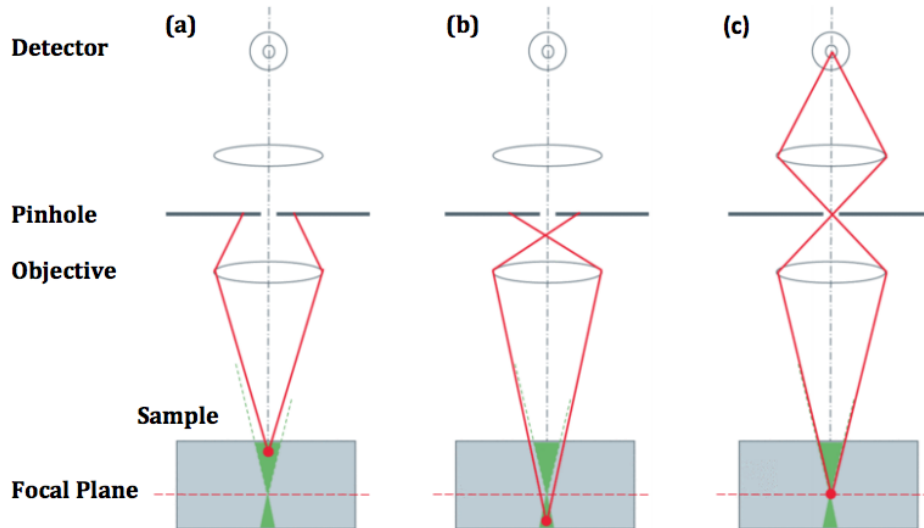 (a) (b) (c)
Detector
Pinhole
Objective
Sample
Focal Plane